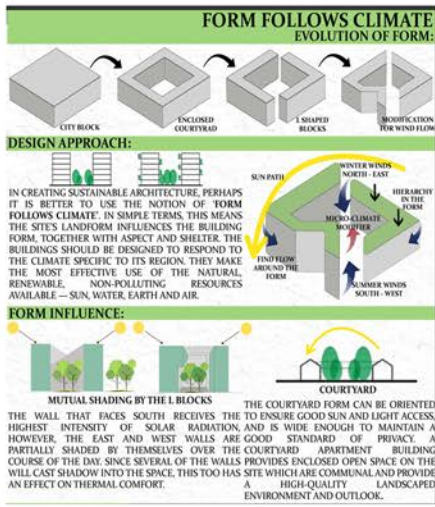 FORM FOLLOWS CLIMATE
EVOLUTION OF FORM:
CITY BLOCK
ENCLOSED
COURTYRAD
L SHAPED
BLOCKS
MODIFICATION
FOR WIND FLOW
DESIGN APPROACH:
IN CREATING SUSTAINABLE ARCHITECTURE, PERHAPS
IT IS BETTER TO USE THE NOTION OF 'FORM
FOLLOWS CLIMATE'. IN SIMPLE TERMS, THIS MEANS
THE SITE'S LANDFORM INFLUENCES THE BUILDING
FORM, TOGETHER WITH ASPECT AND SHELTER. THE
BUILDINGS SHOULD BE DESIGNED TO RESPOND TO
THE CLIMATE SPECIFIC TO ITS REGION. THEY MAKE
THE MOST EFFECTIVE USE OF THE NATURAL,
RENEWABLE, NON-POLLUTING RESOURCES
AVAILABLE — SUN, WATER, EARTH AND AIR.
SUN PATH
WINTER WINDS
NORTH - EAST
HIERARCHY
IN THE
FORM
MICRO-CLIMATE
MODIFIER
FIND FLOW
AROUND THE
FORM
SUMMER WINDS
SOUTH - WEST
FORM INFLUENCE:
MUTUAL SHADING BY THE L BLOCKS
THE WALL THAT FACES SOUTH RECEIVES THE
HIGHEST INTENSITY OF SOLAR RADIATION,
HOWEVER, THE EAST AND WEST WALLS ARE
PARTIALLY SHADED BY THEMSELVES OVER THE
COURSE OF THE DAY. SINCE SEVERAL OF THE WALLS
WILL CAST SHADOW INTO THE SPACE, THIS TOO HAS
AN EFFECT ON THERMAL COMFORT.
COURTYARD
THE COURTYARD FORM CAN BE ORIENTED
TO ENSURE GOOD SUN AND LIGHT ACCESS,
AND IS WIDE ENOUGH TO MAINTAIN A
GOOD STANDARD OF PRIVACY. A
COURTYARD APARTMENT BUILDING
PROVIDES ENCLOSED OPEN SPACE ON THE
SITE WHICH ARE COMMUNAL AND PROVIDE
A HIGH-QUALITY LANDSCAPED
ENVIRONMENT AND OUTLOOK.